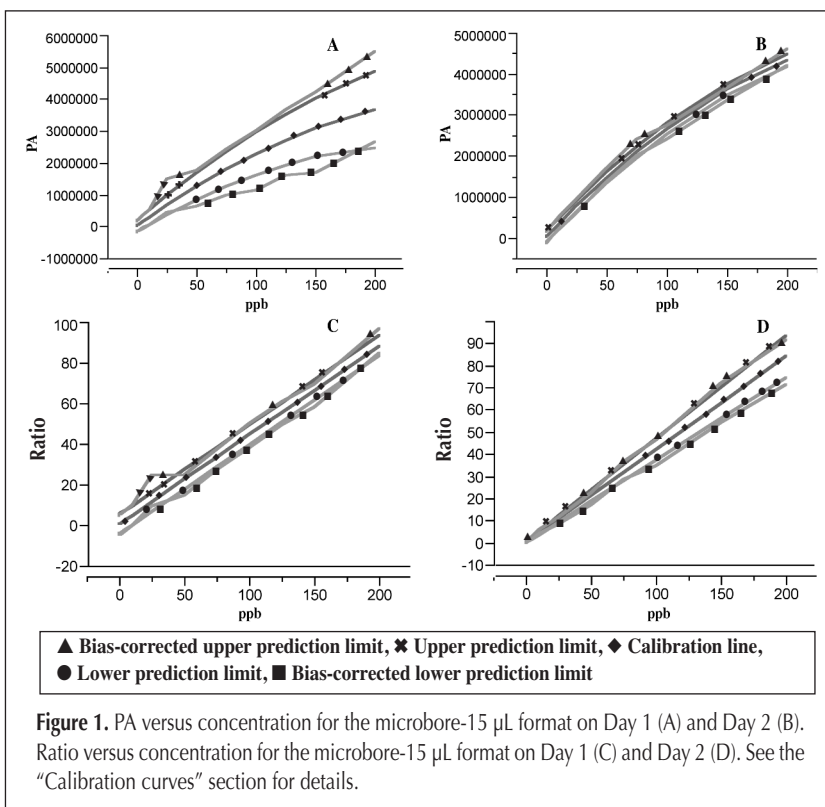 A
6000000
5000000
4000000
3000000
2000000
1000000
0
-1000000
PA
0 50 100 150 200
ppb
B
5000000
4000000
3000000
2000000
1000000
0
PA
0 50 100 150 200
ppb
C
100
80
60
40
20
0
-20
Ratio
0 50 100 150 200
ppb
D
90
80
70
60
50
40
30
20
10
0
-10
Ratio
0 50 100 150 200
ppb
▲ Bias-corrected upper prediction limit, ✖ Upper prediction limit, ◆ Calibration line,
● Lower prediction limit, ■ Bias-corrected lower prediction limit
Figure 1. PA versus concentration for the microbore-15 µL format on Day 1 (A) and Day 2 (B).
Ratio versus concentration for the microbore-15 µL format on Day 1 (C) and Day 2 (D). See the
“Calibration curves” section for details.